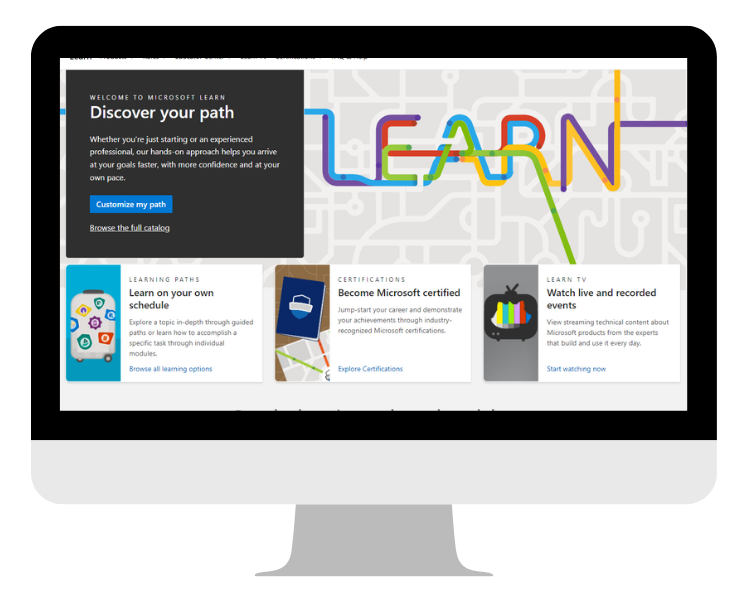 WELCOME TO MICROSOFT LEARN
Discover your path
Whether you're just starting or an experienced
professional, our hands-on approach helps you arrive
at your goals faster, with more confidence and at your
own pace.
Customize my path
Browse the full catalog
LEARN
LEARNING PATHS
Learn on your own
schedule
Explore a topic in-depth through guided
paths or learn how to accomplish a
specific task through individual
modules.
Browse all learning options
CERTIFICATIONS
Become Microsoft certified
Jump-start your career and demonstrate
your achievements through industry-
recognized Microsoft certifications.
Explore Certifications
LEARN TV
Watch live and recorded
events
View streaming technical content about
Microsoft products from the experts
that build and use it every day.
Start watching now